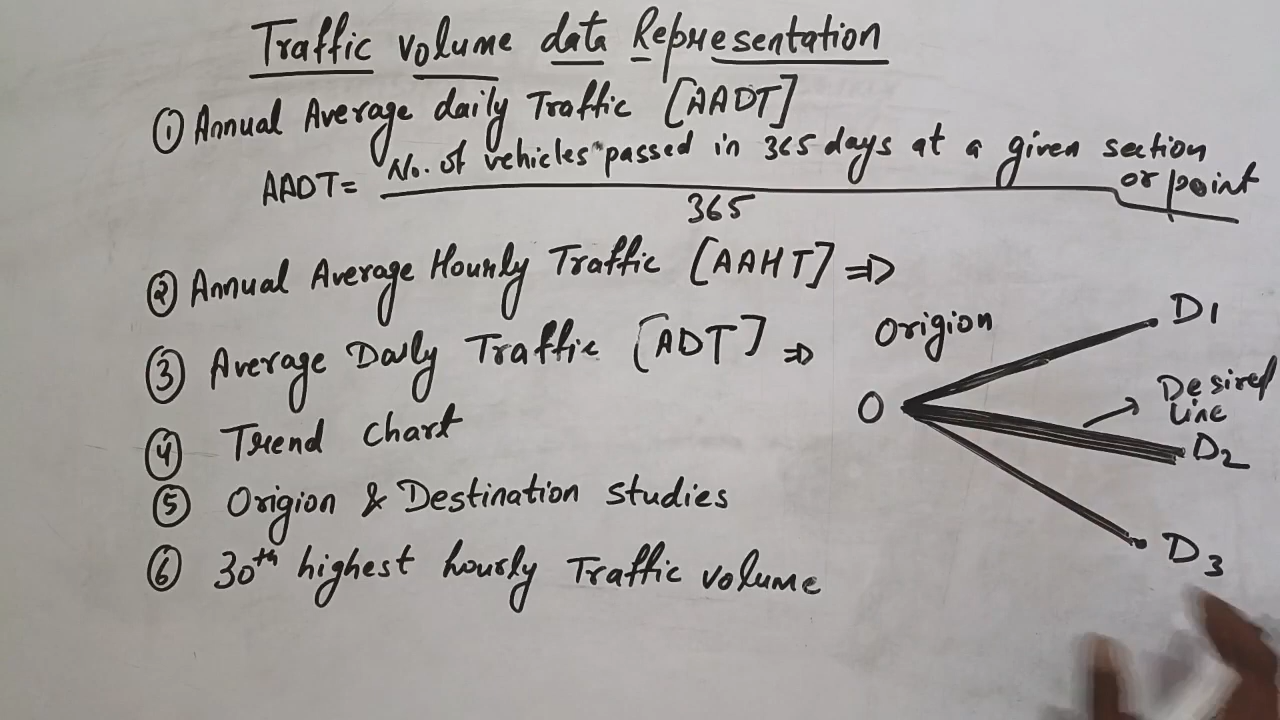 Traffic volume data Representation
① Annual Average daily Traffic [AADT]
AADT = No. of vehicles passed in 365 days at a given section or point
365
② Annual Average Hourly Traffic [AAHT] ⇒
③ Average Daily Traffic [ADT] ⇒
④ Trend chart
⑤ Origion & Destination studies
⑥ 30th highest hourly Traffic volume
Origion
O
D1
Desired
line
D2
D3